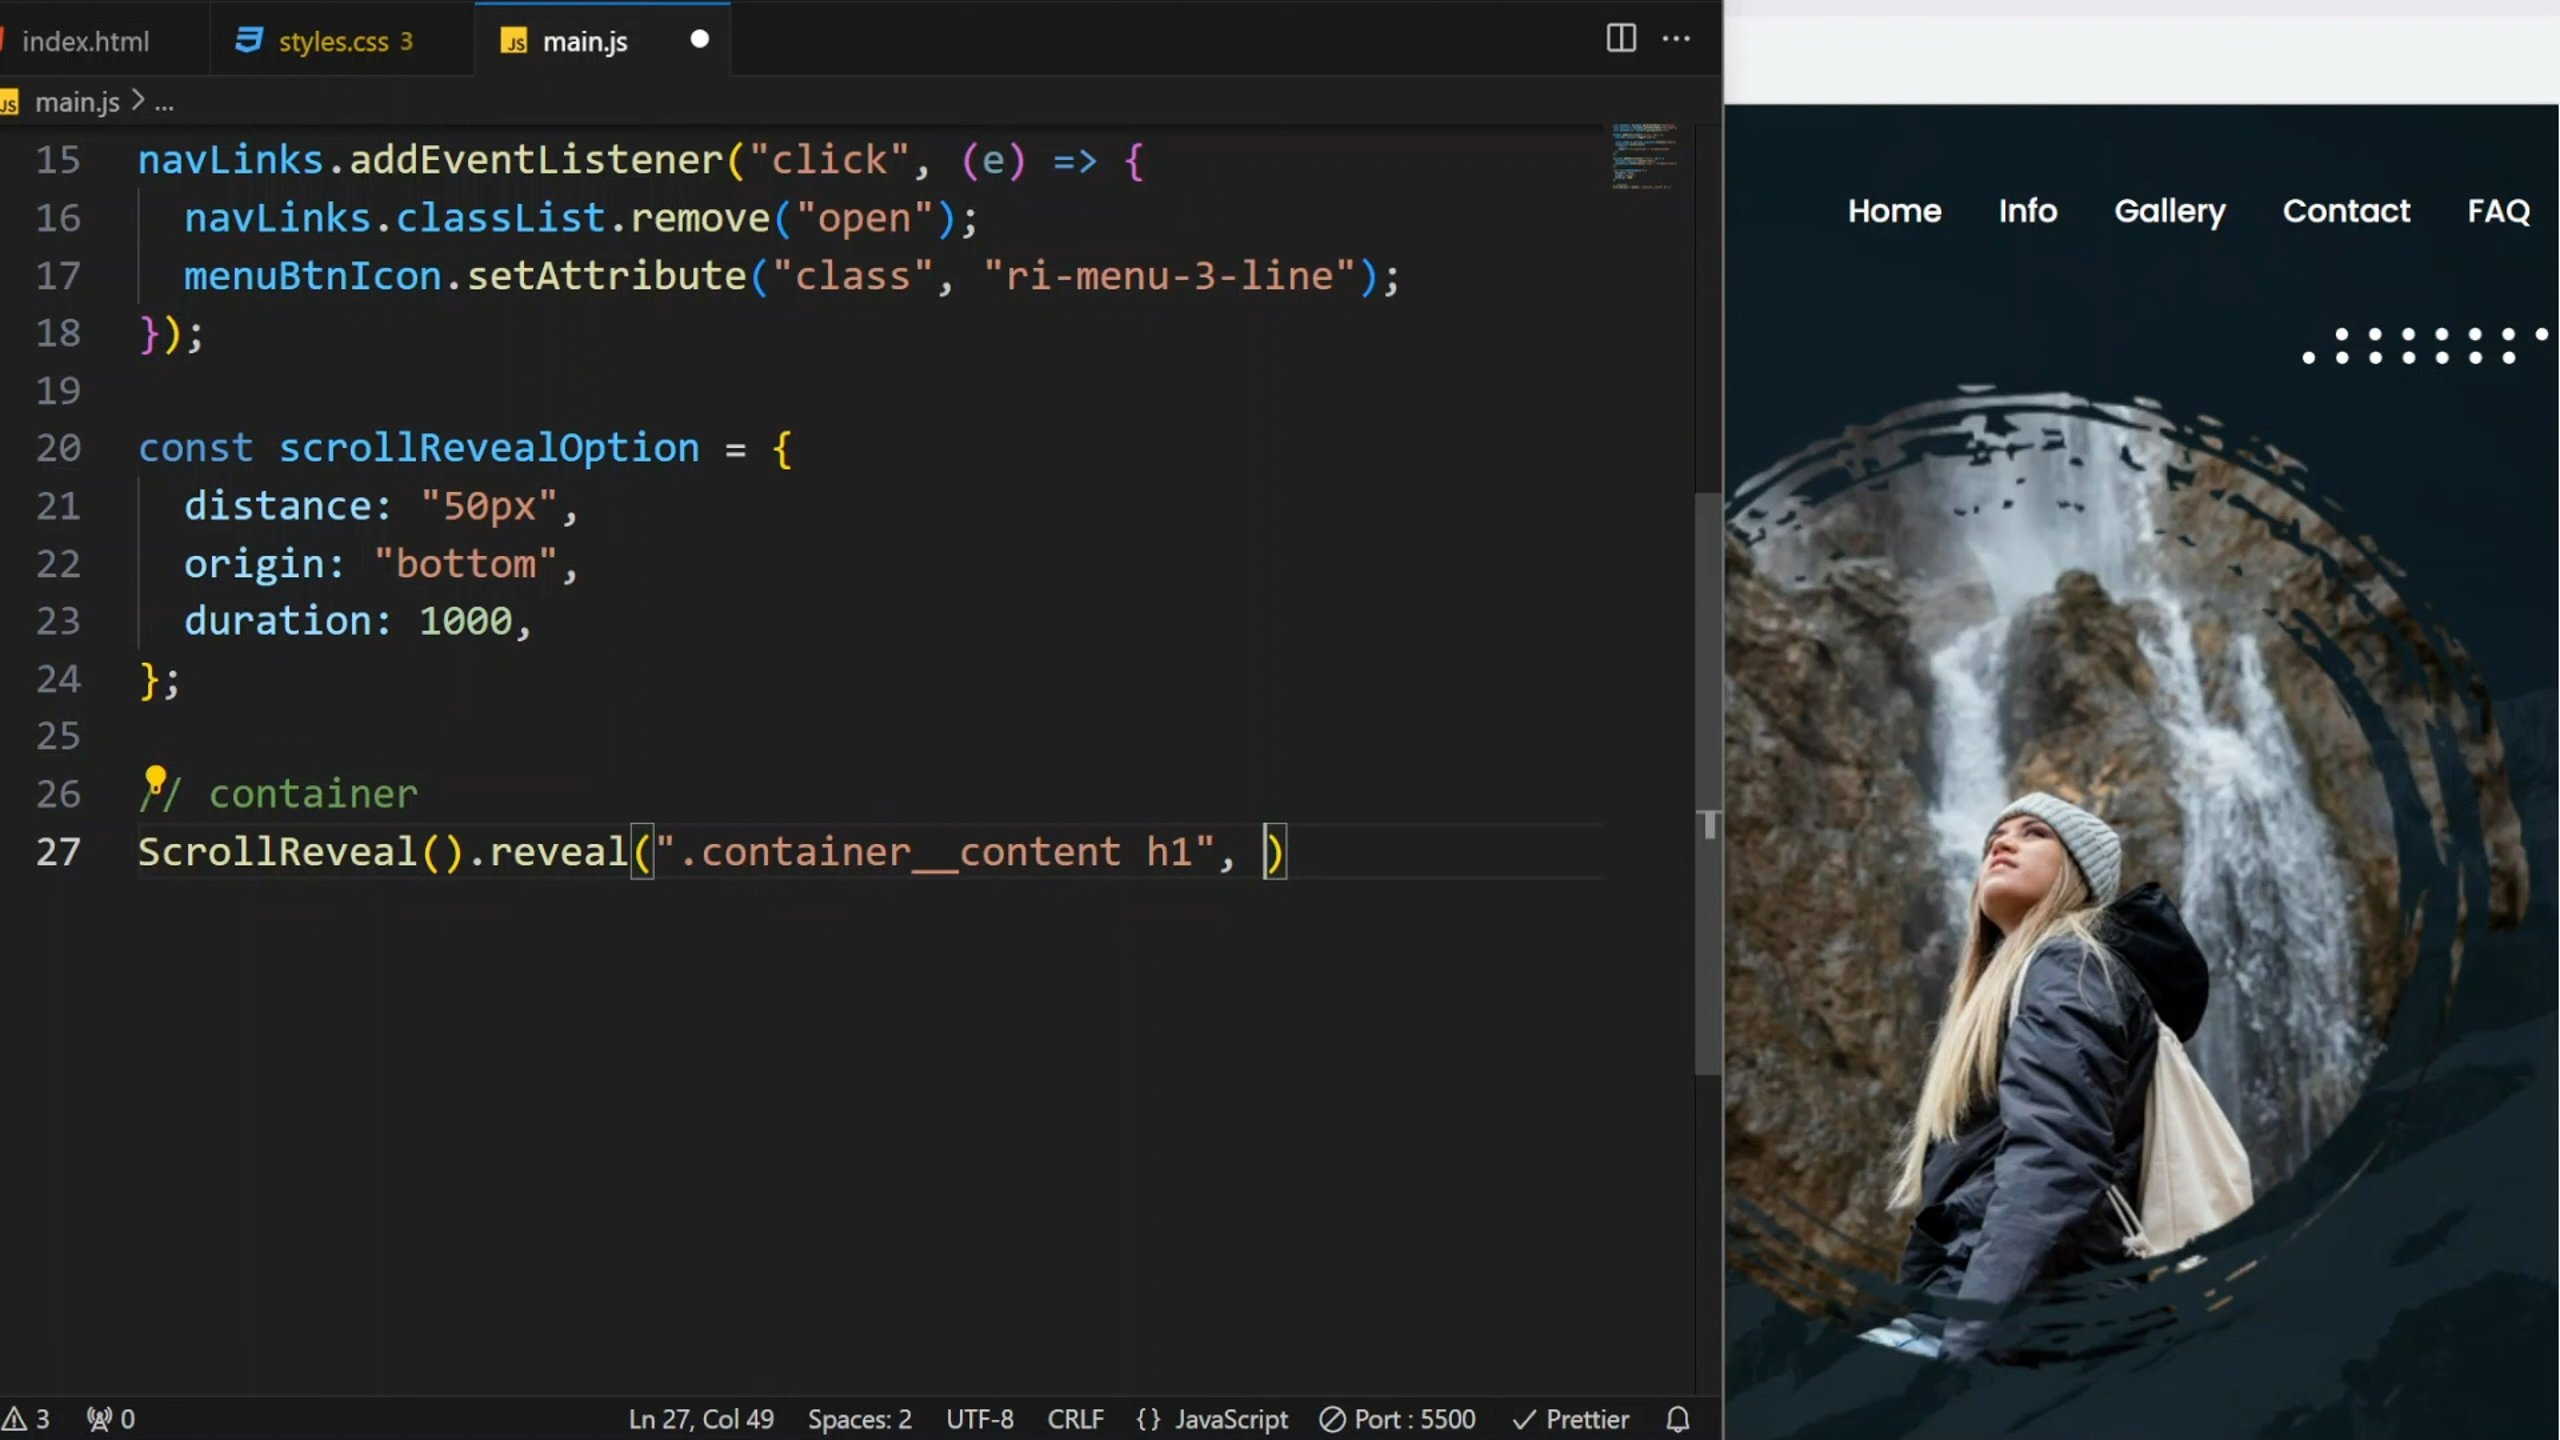 index.html
styles.css 3
JS main.js
JS main.js > ...
15 navLinks.addEventListener("click", (e) => {
16 navLinks.classList.remove("open");
17 menuBtnIcon.setAttribute("class", "ri-menu-3-line");
18 });
19
20 const scrollRevealOption = {
21 distance: "50px",
22 origin: "bottom",
23 duration: 1000,
24 };
25
26 // container
27 ScrollReveal().reveal(".container__content h1", )
3 0 Ln 27, Col 49 Spaces: 2 UTF-8 CRLF {} JavaScript Port : 5500 Prettier
Home Info Gallery Contact FAQ